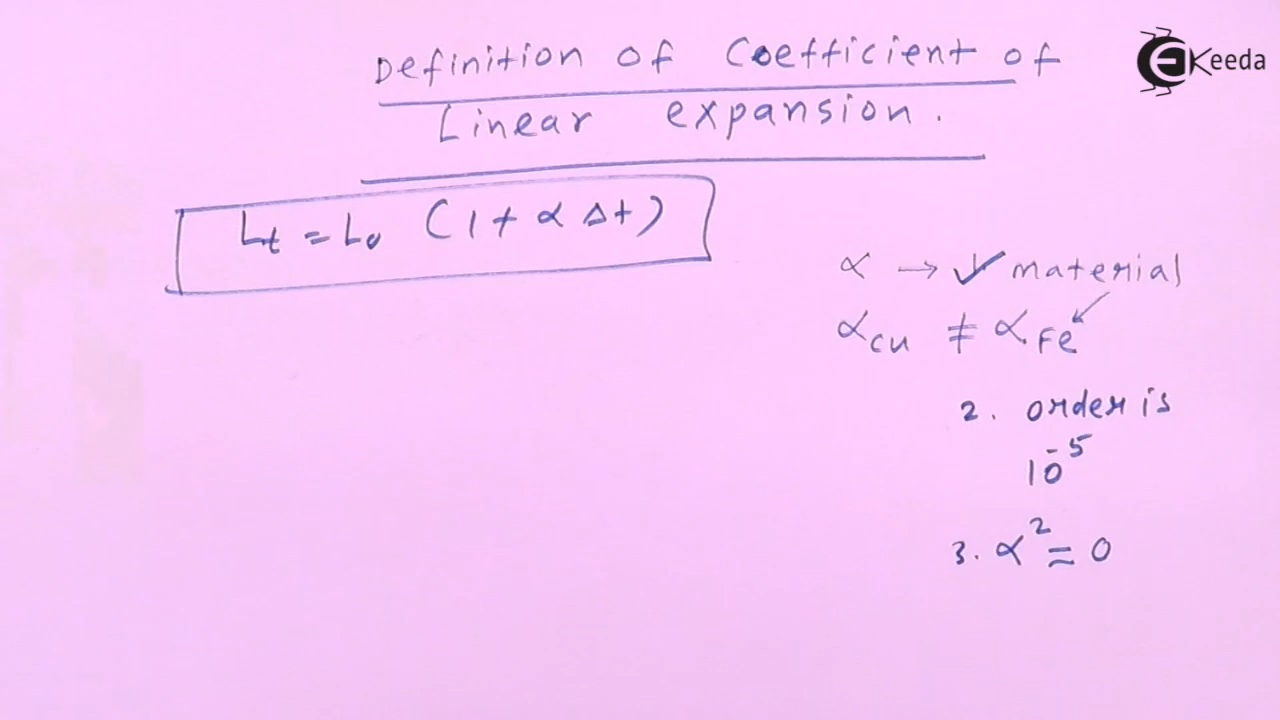 Definition of Coefficient of
Linear expansion.
EKeeda
Lt = L0 (1 + α Δt)
α → ✓ material
αCu ≠ αFe
2. order is
10^-5
3. α² ≈ 0